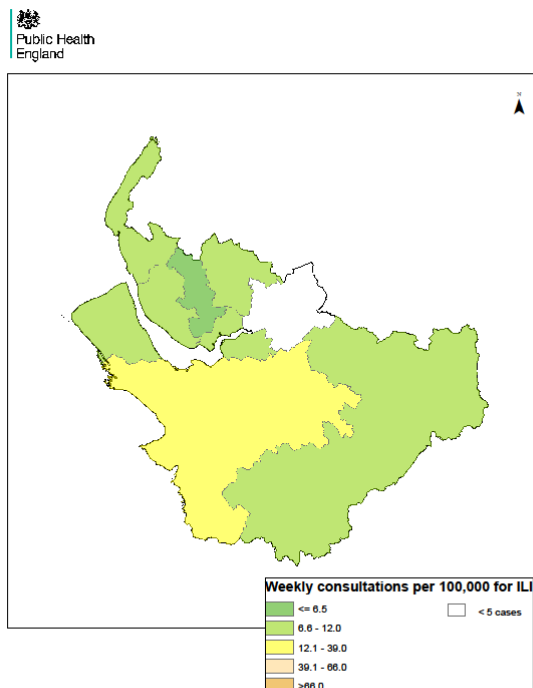 Public Health
England
N
Weekly consultations per 100,000 for ILI
<= 6.5
< 5 cases
6.6 - 12.0
12.1 - 39.0
39.1 - 66.0
>66.0